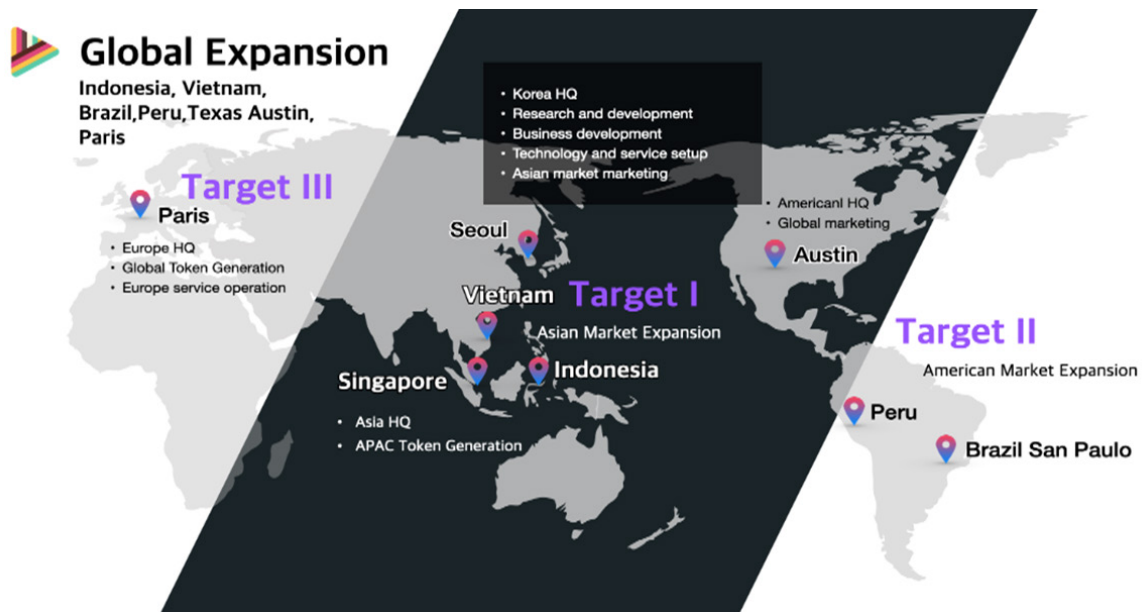 Global Expansion
Indonesia, Vietnam,
Brazil,Peru,Texas Austin,
Paris
• Korea HQ
• Research and development
• Business development
• Technology and service setup
• Asian market marketing
Target III
Paris
• Europe HQ
• Global Token Generation
• Europe service operation
Seoul
• Americanl HQ
• Global marketing
Austin
Vietnam
Target I
Asian Market Expansion
Indonesia
Singapore
• Asia HQ
• APAC Token Generation
Target II
American Market Expansion
Peru
Brazil San Paulo